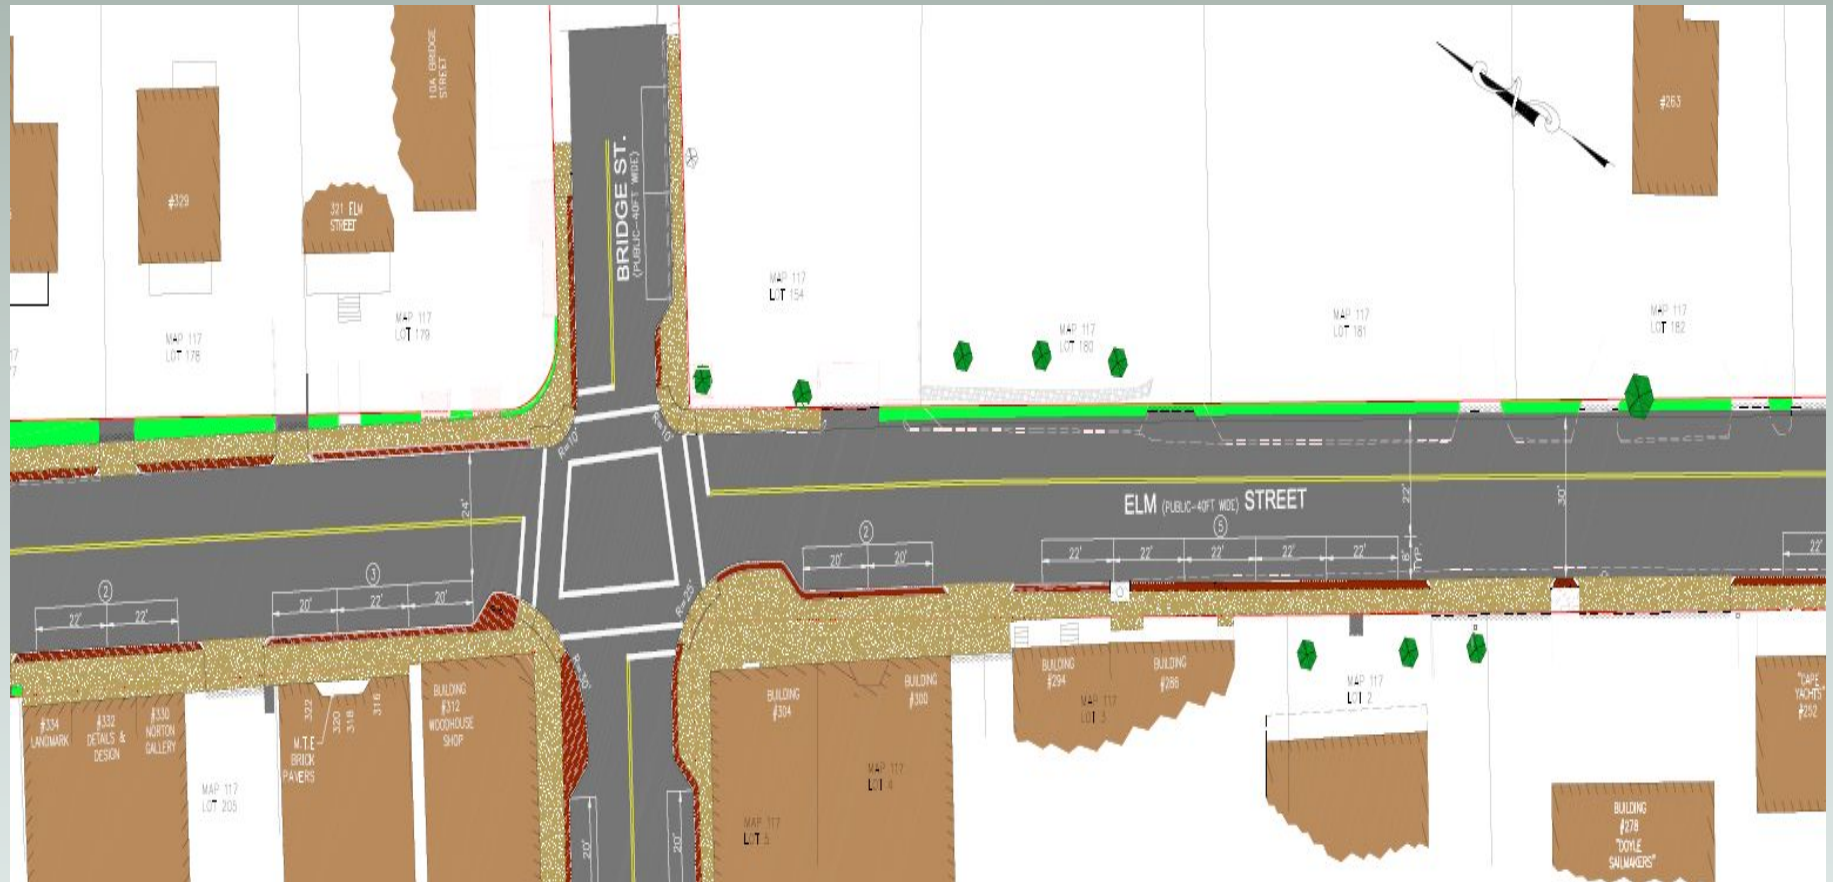 10A BRIDGE
STREET
#329
321 ELM
STREET
BRIDGE ST.
(PUBLIC-40FT WIDE)
#263
MAP 117
LOT 178
MAP 117
LOT 179
MAP 117
LOT 154
MAP 117
LOT 180
MAP 117
LOT 181
MAP 117
LOT 182
R=10'
R=10'
24'
22'
30'
ELM (PUBLIC-40FT WIDE) STREET
2
22'
22'
3
20'
22'
20'
2
20'
20'
5
22'
22'
22'
22'
22'
8'
TYP.
22'
R=30'
R=25'
#334
LANDMARK
#332
DETAILS &
DESIGN
#330
NORTON
GALLERY
MAP 117
LOT 205
322
320
318
316
M.T.E
BRICK
PAVERS
BUILDING
#312
WOODHOUSE
SHOP
20'
20'
BUILDING
#304
BUILDING
#300
MAP 117
LOT 4
MAP 117
LOT 5
BUILDING
#294
BUILDING
#286
MAP 117
LOT 3
MAP 117
LOT 2
BUILDING
#278
"DOYLE
SAILMAKERS"
"CAPE
YACHTS"
#252